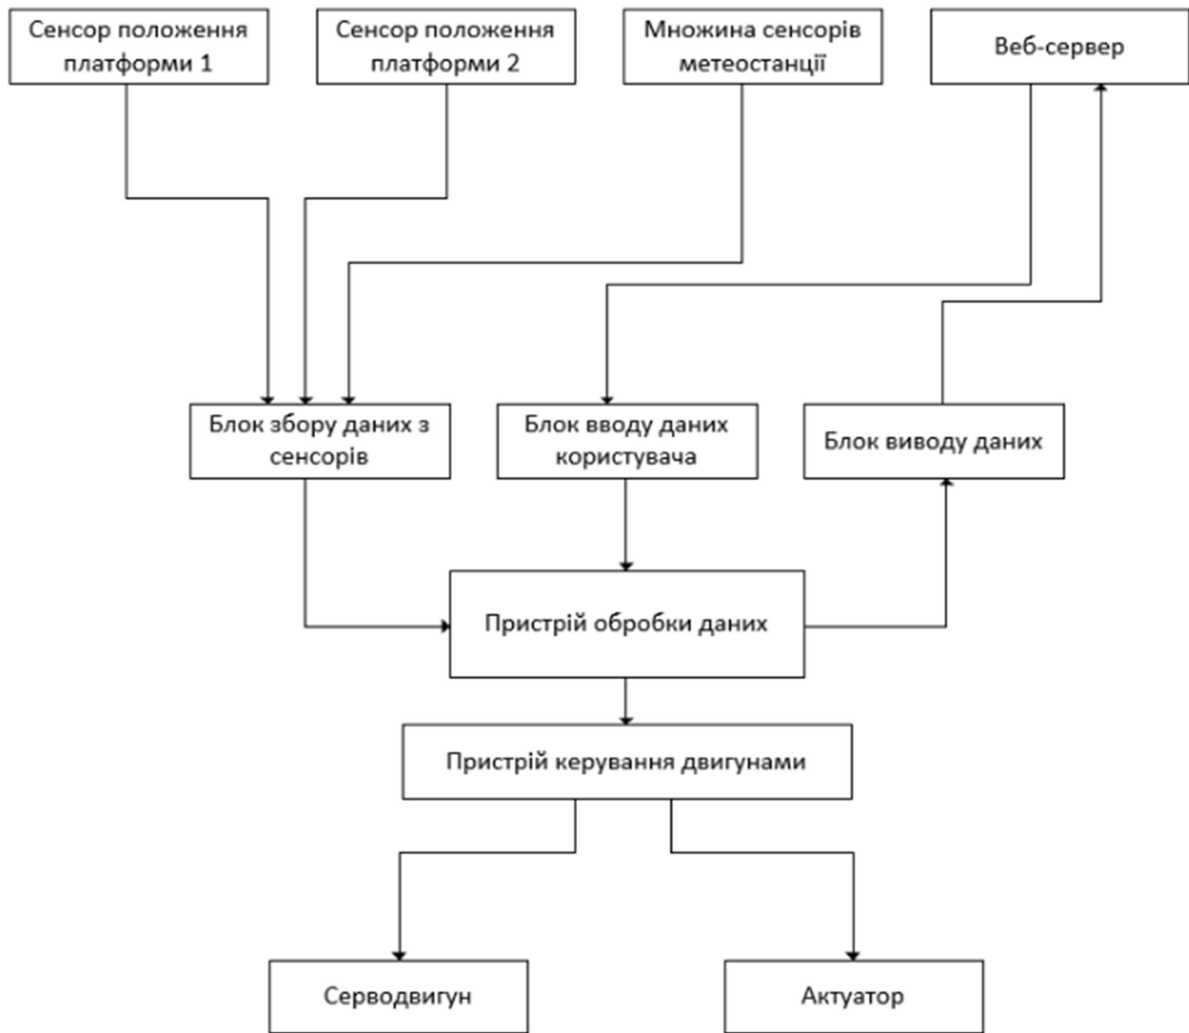 Сенсор положення
платформи 1
Сенсор положення
платформи 2
Множина сенсорів
метеостанції
Веб-сервер
Блок збору даних з
сенсорів
Блок вводу даних
користувача
Блок виводу даних
Пристрій обробки даних
Пристрій керування двигунами
Серводвигун
Актуатор